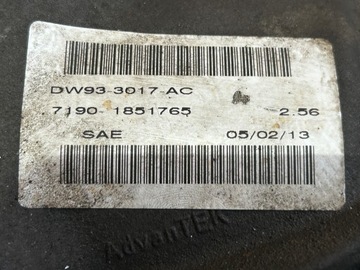 DW93-3017-AC
7190-1851765 2.56
SAE 05/02/13
AdvanTEK